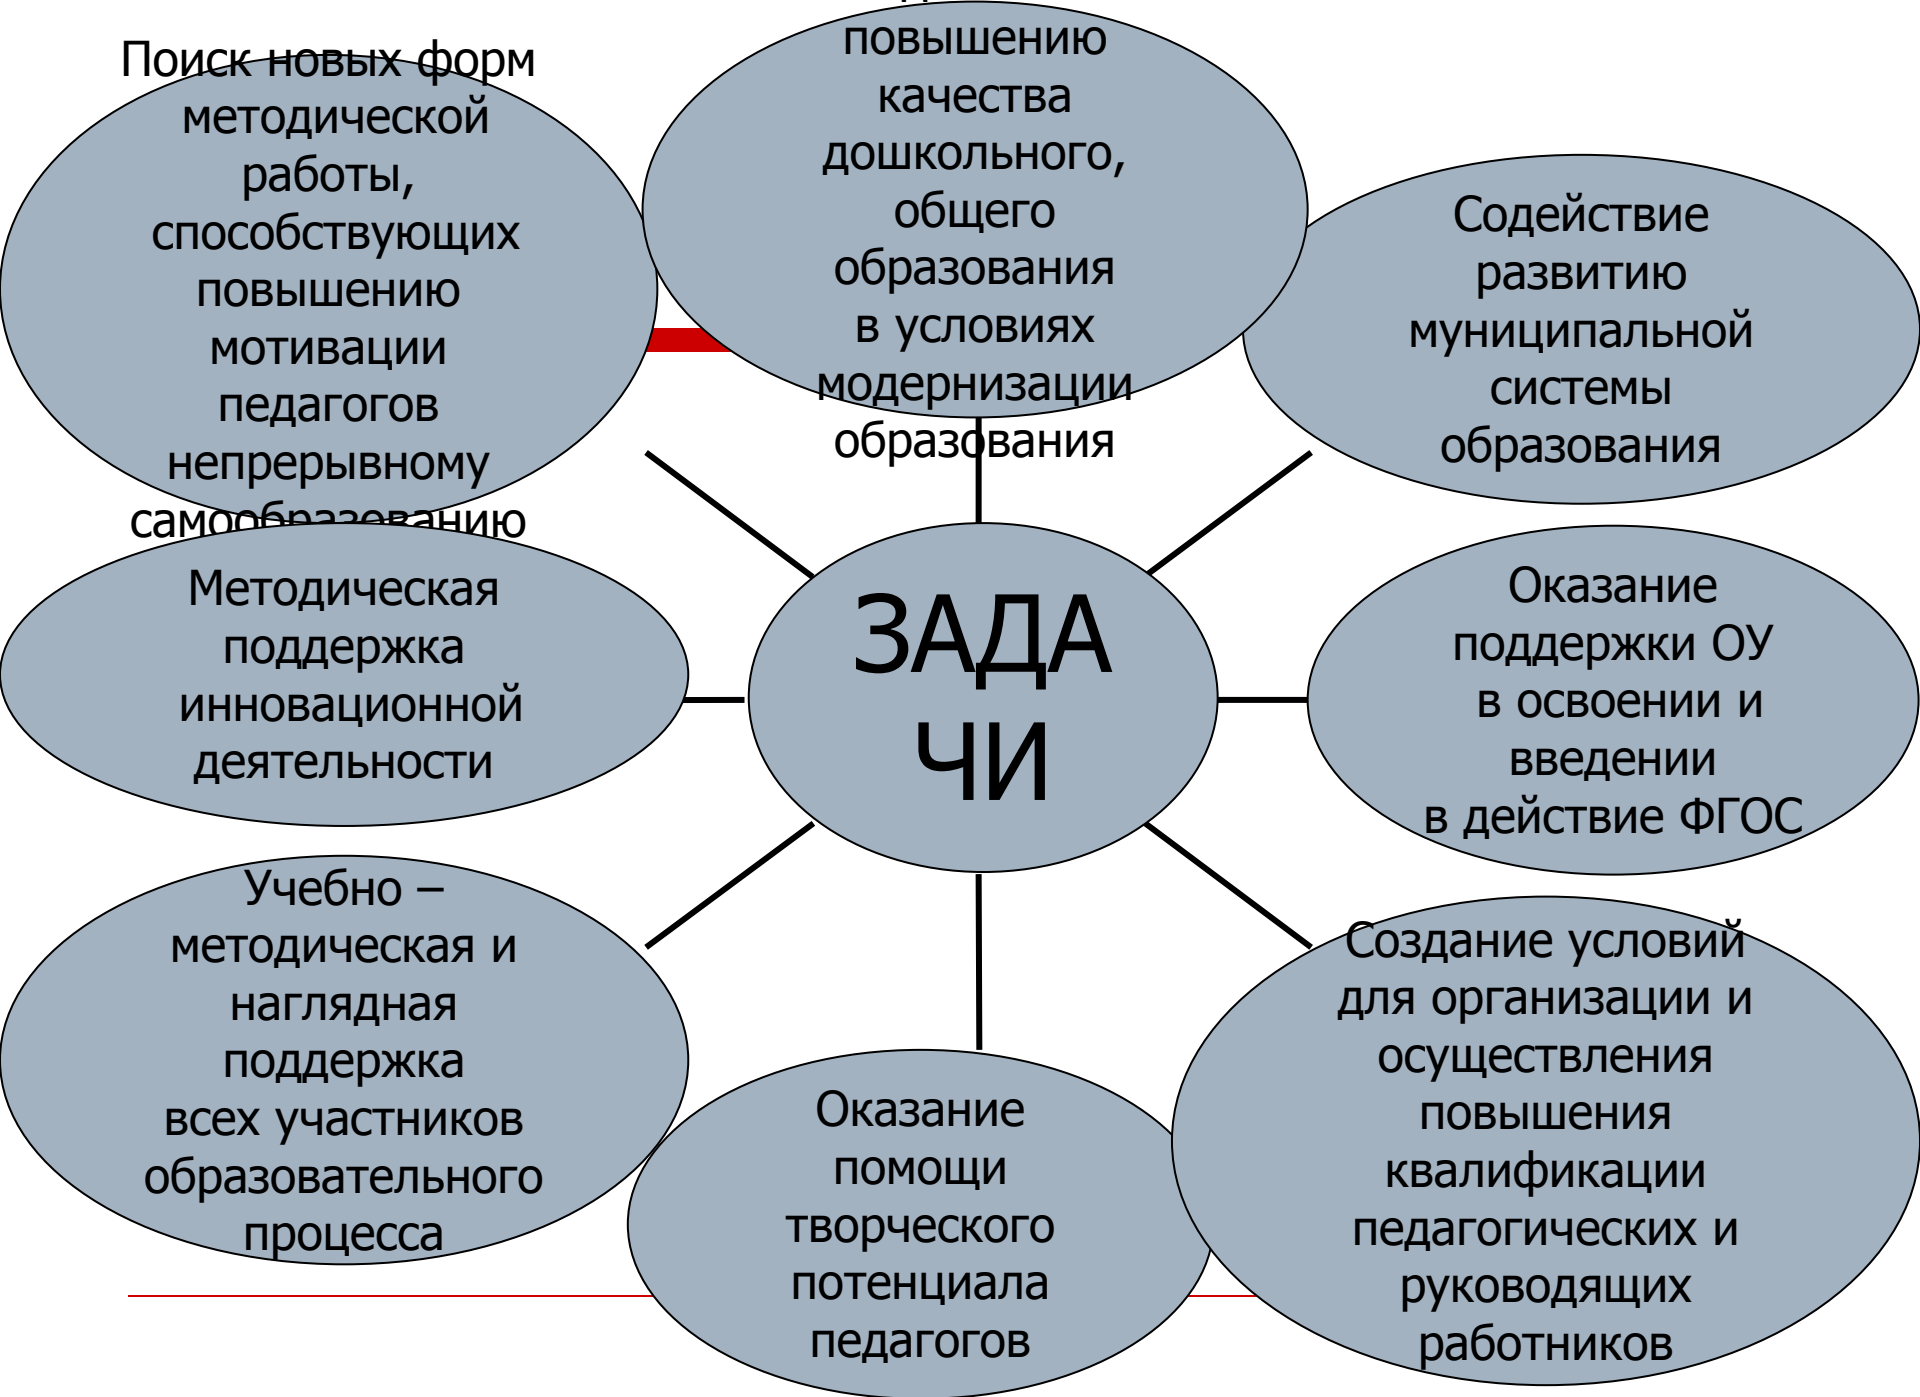 Поиск новых форм
методической
работы,
способствующих
повышению
мотивации
педагогов
непрерывному
самообразованию
повышению
качества
дошкольного,
общего
образования
в условиях
модернизации
образования
Содействие
развитию
муниципальной
системы
образования
Методическая
поддержка
инновационной
деятельности
ЗАДА
ЧИ
Оказание
поддержки ОУ
в освоении и
введении
в действие ФГОС
Учебно –
методическая и
наглядная
поддержка
всех участников
образовательного
процесса
Оказание
помощи
творческого
потенциала
педагогов
Создание условий
для организации и
осуществления
повышения
квалификации
педагогических и
руководящих
работников